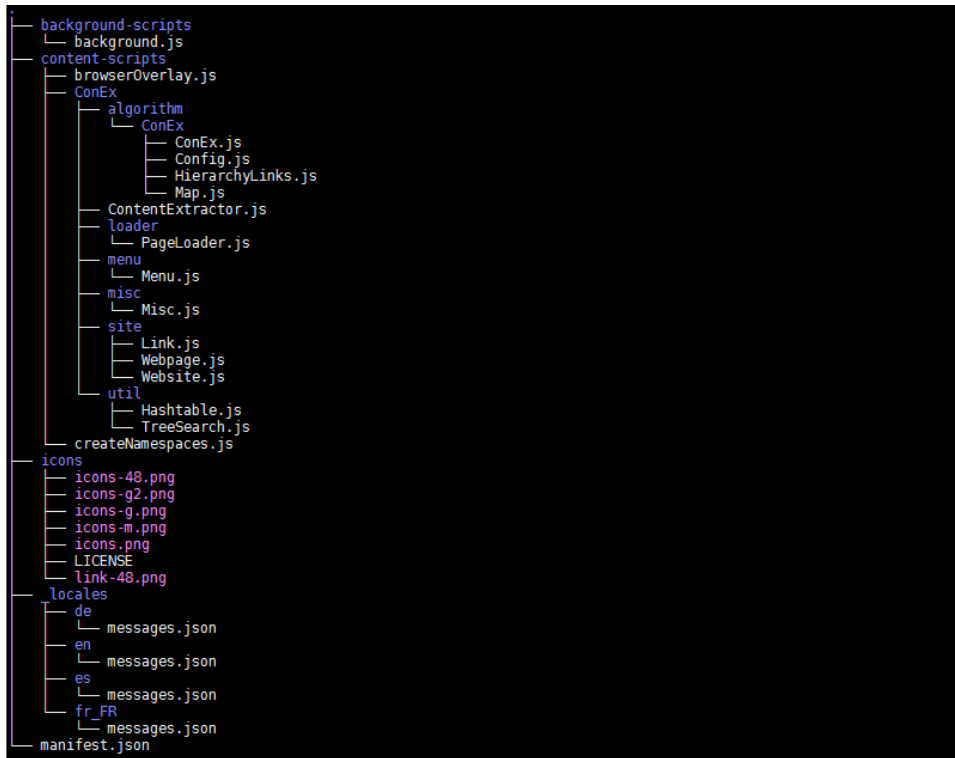 .
├── background-scripts
│   └── background.js
├── content-scripts
│   ├── browserOverlay.js
│   ├── ConEx
│   │   ├── algorithm
│   │   │   └── ConEx
│   │   │       ├── ConEx.js
│   │   │       ├── Config.js
│   │   │       ├── HierarchyLinks.js
│   │   │       └── Map.js
│   │   ├── ContentExtractor.js
│   │   ├── loader
│   │   │   └── PageLoader.js
│   │   ├── menu
│   │   │   └── Menu.js
│   │   ├── misc
│   │   │   └── Misc.js
│   │   ├── site
│   │   │   ├── Link.js
│   │   │   ├── Webpage.js
│   │   │   └── Website.js
│   │   └── util
│   │       ├── Hashtable.js
│   │       └── TreeSearch.js
│   └── createNamespaces.js
├── icons
│   ├── icons-48.png
│   ├── icons-g2.png
│   ├── icons-g.png
│   ├── icons-m.png
│   ├── icons.png
│   ├── LICENSE
│   └── link-48.png
├── _locales
│   ├── de
│   │   └── messages.json
│   ├── en
│   │   └── messages.json
│   ├── es
│   │   └── messages.json
│   └── fr_FR
│       └── messages.json
└── manifest.json